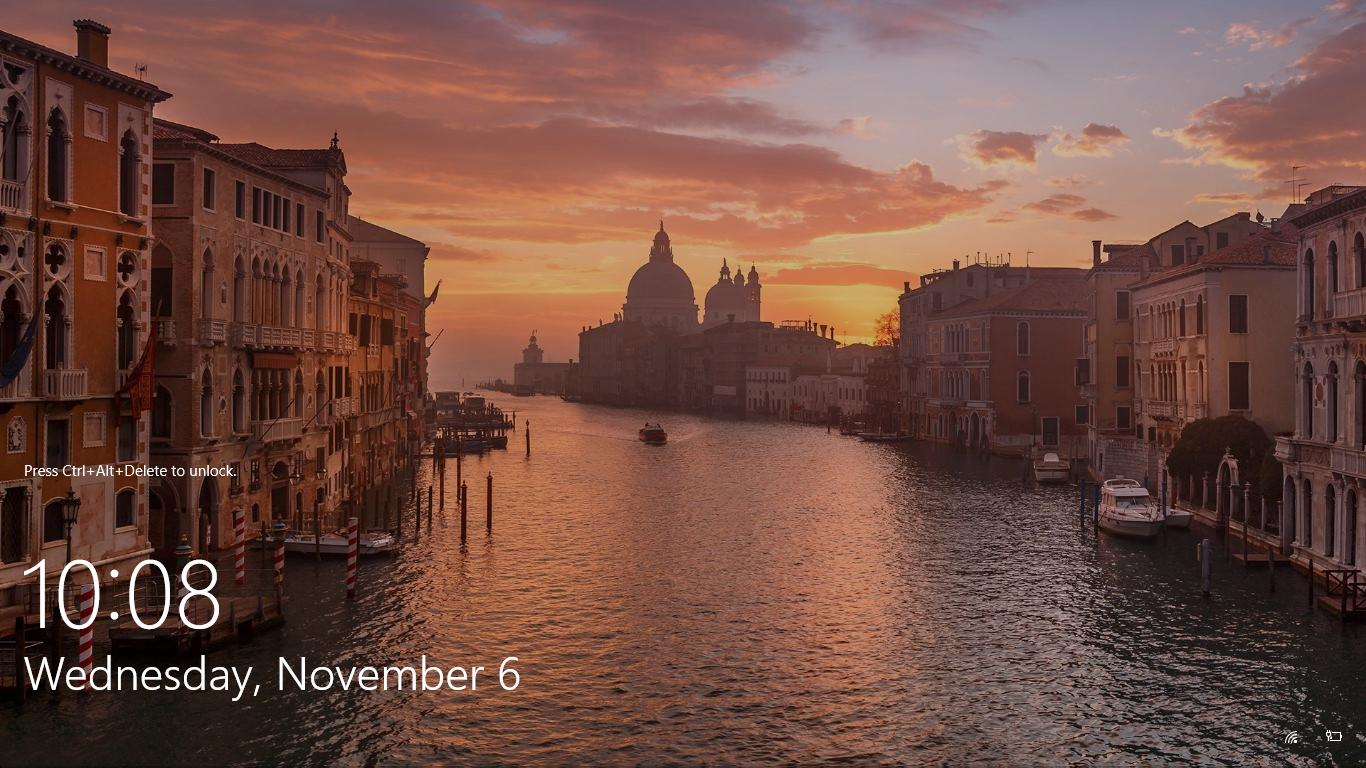 Press Ctrl+Alt+Delete to unlock.
10:08
Wednesday, November 6